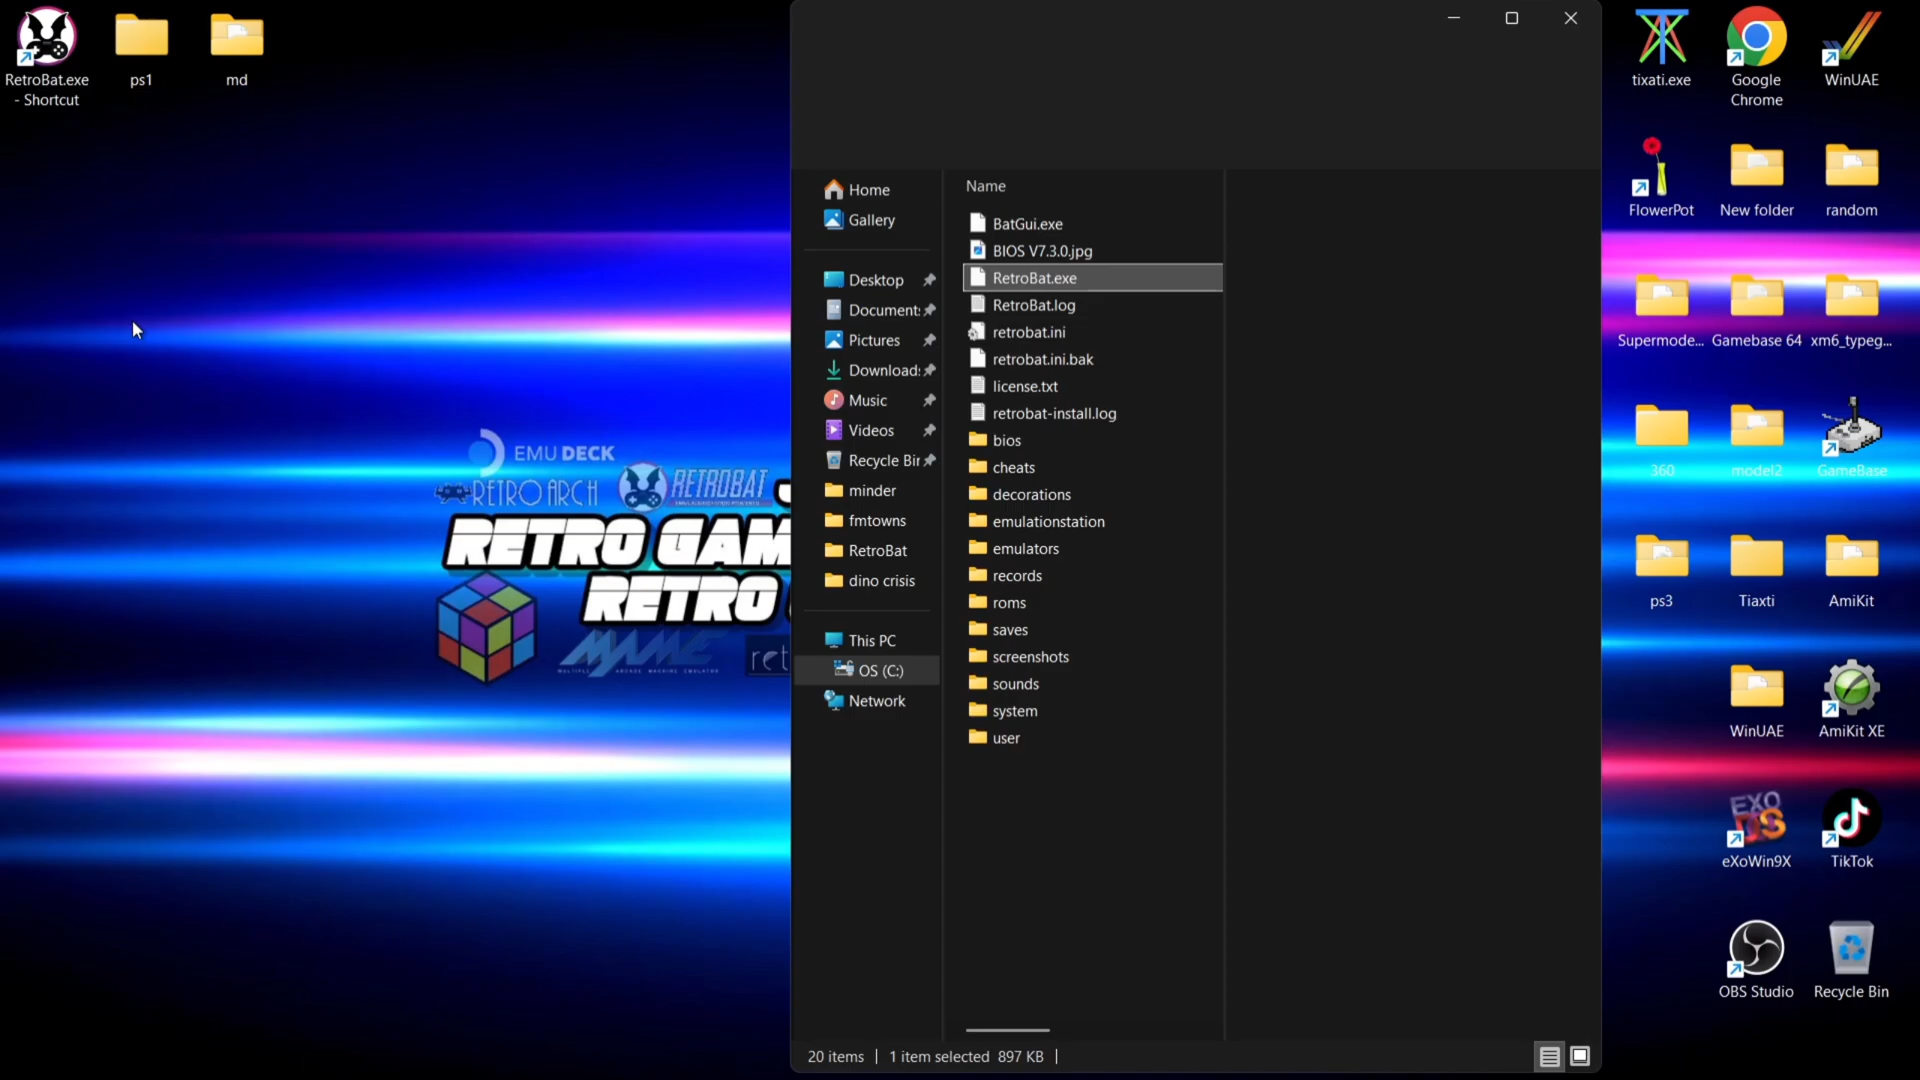 RetroBat.exe
- Shortcut
ps1
md
EMU DECK
RETRO ARCH
RETROBAT
RETRO GAM
RETRO
MAME
ret
Home
Gallery
Desktop
Document
Pictures
Download
Music
Videos
Recycle Bin
minder
fmtowns
RetroBat
dino crisis
This PC
OS (C:)
Network
Name
BatGui.exe
BIOS V7.3.0.jpg
RetroBat.exe
RetroBat.log
retrobat.ini
retrobat.ini.bak
license.txt
retrobat-install.log
bios
cheats
decorations
emulationstation
emulators
records
roms
saves
screenshots
sounds
system
user
20 items
1 item selected 897 KB
tixati.exe
Google
Chrome
WinUAE
FlowerPot
New folder
random
Supermode...
Gamebase 64
xm6_typeg...
360
model2
GameBase
ps3
Tiaxti
AmiKit
WinUAE
AmiKit XE
EXO
DS
eXoWin9X
TikTok
OBS Studio
Recycle Bin